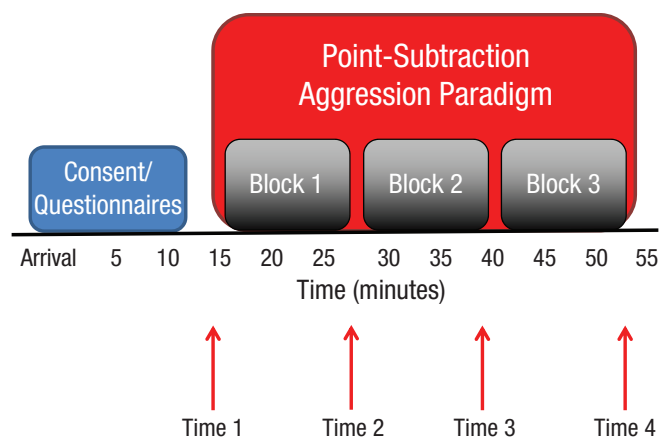 Point-Subtraction
Aggression Paradigm
Consent/
Questionnaires
Block 1 Block 2 Block 3
Arrival 5 10 15 20 25 30 35 40 45 50 55
Time (minutes)
Time 1 Time 2 Time 3 Time 4